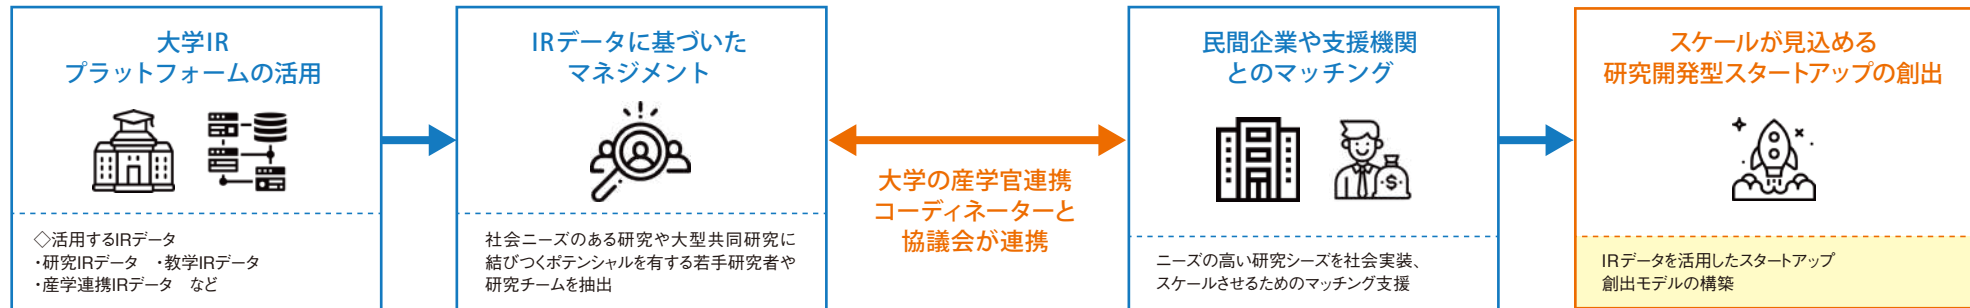 大学IR
プラットフォームの活用
◇活用するIRデータ
・研究IRデータ　・教学IRデータ
・産学連携IRデータ　など
IRデータに基づいた
マネジメント
社会ニーズのある研究や大型共同研究に
結びつくポテンシャルを有する若手研究者や
研究チームを抽出
大学の産学官連携
コーディネーターと
協議会が連携
民間企業や支援機関
とのマッチング
ニーズの高い研究シーズを社会実装、
スケールさせるためのマッチング支援
スケールが見込める
研究開発型スタートアップの創出
IRデータを活用したスタートアップ
創出モデルの構築